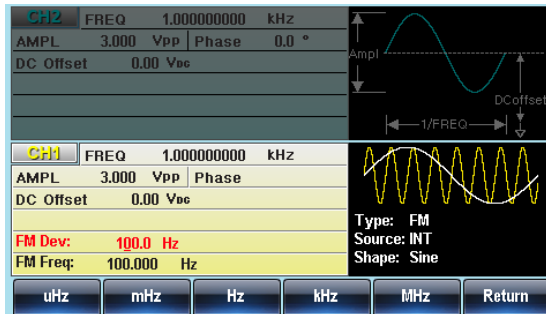 CH2 FREQ 1.000000000 kHz
AMPL 3.000 Vpp Phase 0.0 °
DC Offset 0.00 VDC
Ampl
DCoffset
1/FREQ
CH1 FREQ 1.000000000 kHz
AMPL 3.000 Vpp Phase
DC Offset 0.00 VDC
FM Dev: 100.0 Hz
FM Freq: 100.000 Hz
Type: FM
Source: INT
Shape: Sine
uHz mHz Hz kHz MHz Return